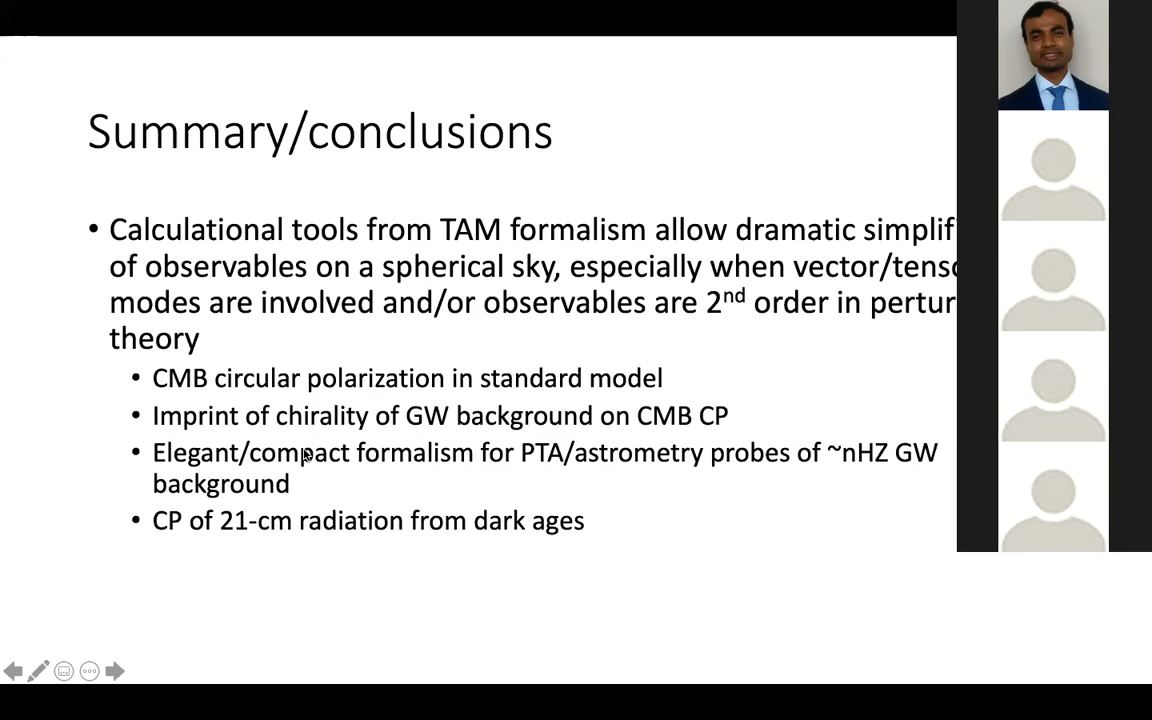 Summary/conclusions
• Calculational tools from TAM formalism allow dramatic simplif
of observables on a spherical sky, especially when vector/tenso
modes are involved and/or observables are 2nd order in pertur
theory
• CMB circular polarization in standard model
• Imprint of chirality of GW background on CMB CP
• Elegant/compact formalism for PTA/astrometry probes of ~nHZ GW
background
• CP of 21-cm radiation from dark ages